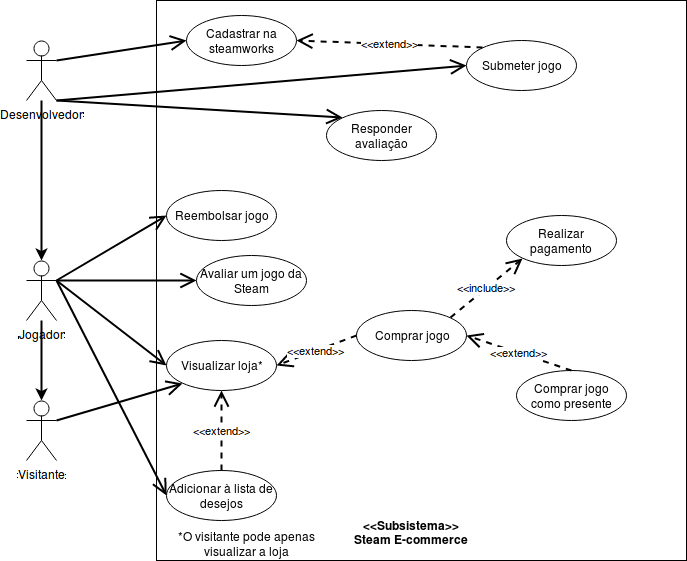 Cadastrar na
steamworks
<<extend>>
Submeter jogo
Desenvolvedor
Responder
avaliação
Reembolsar jogo
Realizar
pagamento
Avaliar um jogo da
Steam
<<include>>
Jogador
Comprar jogo
<<extend>>
<<extend>>
Visualizar loja*
Comprar jogo
como presente
<<extend>>
Visitante
Adicionar à lista de
desejos
*O visitante pode apenas
visualizar a loja
<<Subsistema>>
Steam E-commerce